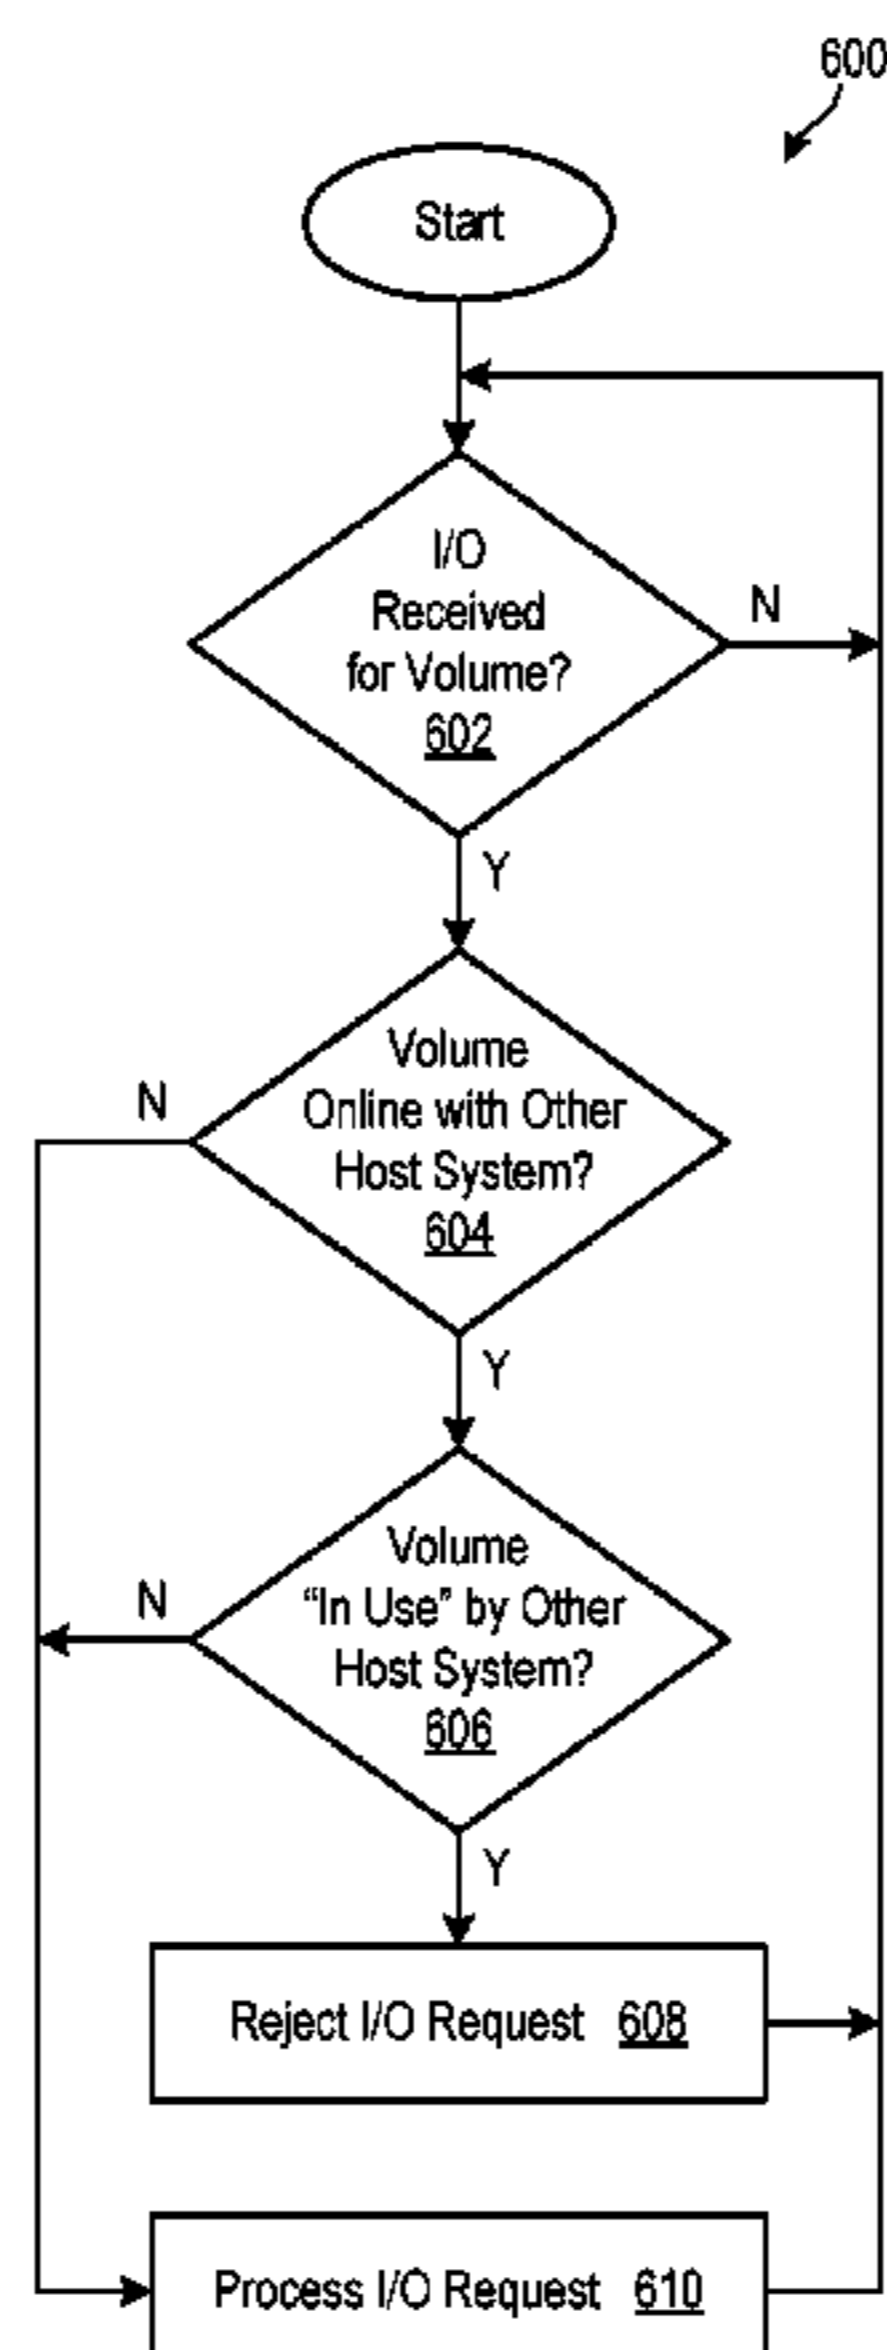 600
Start
I/O
Received
for Volume?
602
N
Y
Volume
Online with Other
Host System?
604
N
Y
Volume
“In Use” by Other
Host System?
606
N
Y
Reject I/O Request 608
Process I/O Request 610